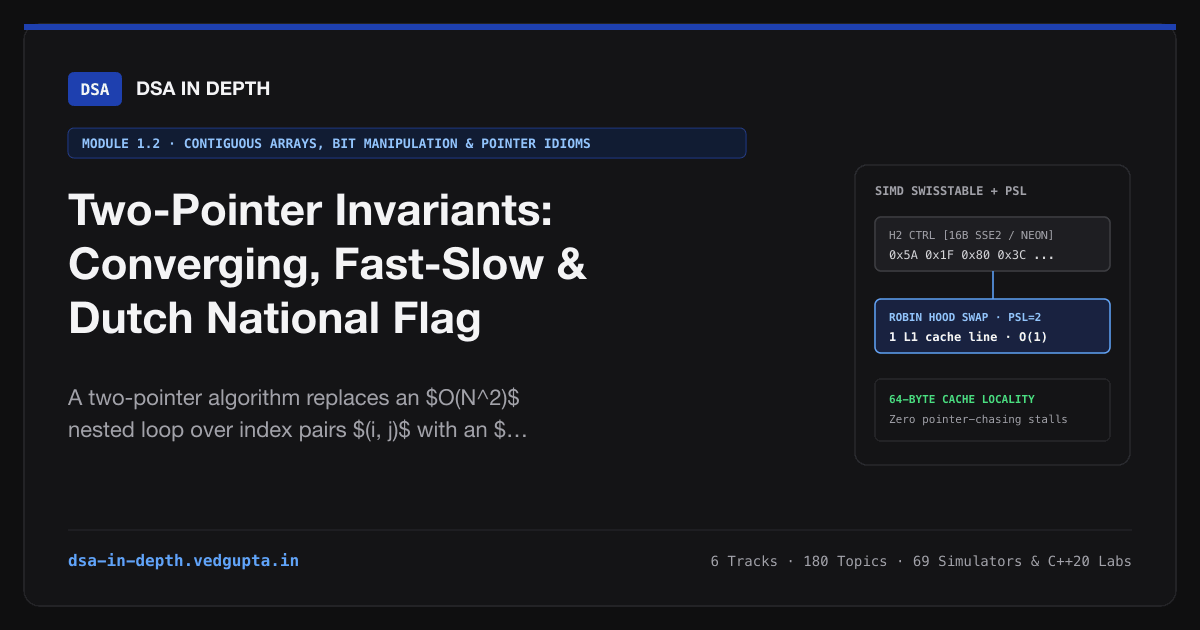 DSA
DSA IN DEPTH
MODULE 1.2 · CONTIGUOUS ARRAYS, BIT MANIPULATION & POINTER IDIOMS
Two-Pointer Invariants:
Converging, Fast-Slow &
Dutch National Flag
A two-pointer algorithm replaces an $O(N^2)$
nested loop over index pairs $(i, j)$ with an $…
SIMD SWISSTABLE + PSL
H2 CTRL [16B SSE2 / NEON]
0x5A 0x1F 0x80 0x3C ...
ROBIN HOOD SWAP · PSL=2
1 L1 cache line · O(1)
64-BYTE CACHE LOCALITY
Zero pointer-chasing stalls
dsa-in-depth.vedgupta.in
6 Tracks · 180 Topics · 69 Simulators & C++20 Labs